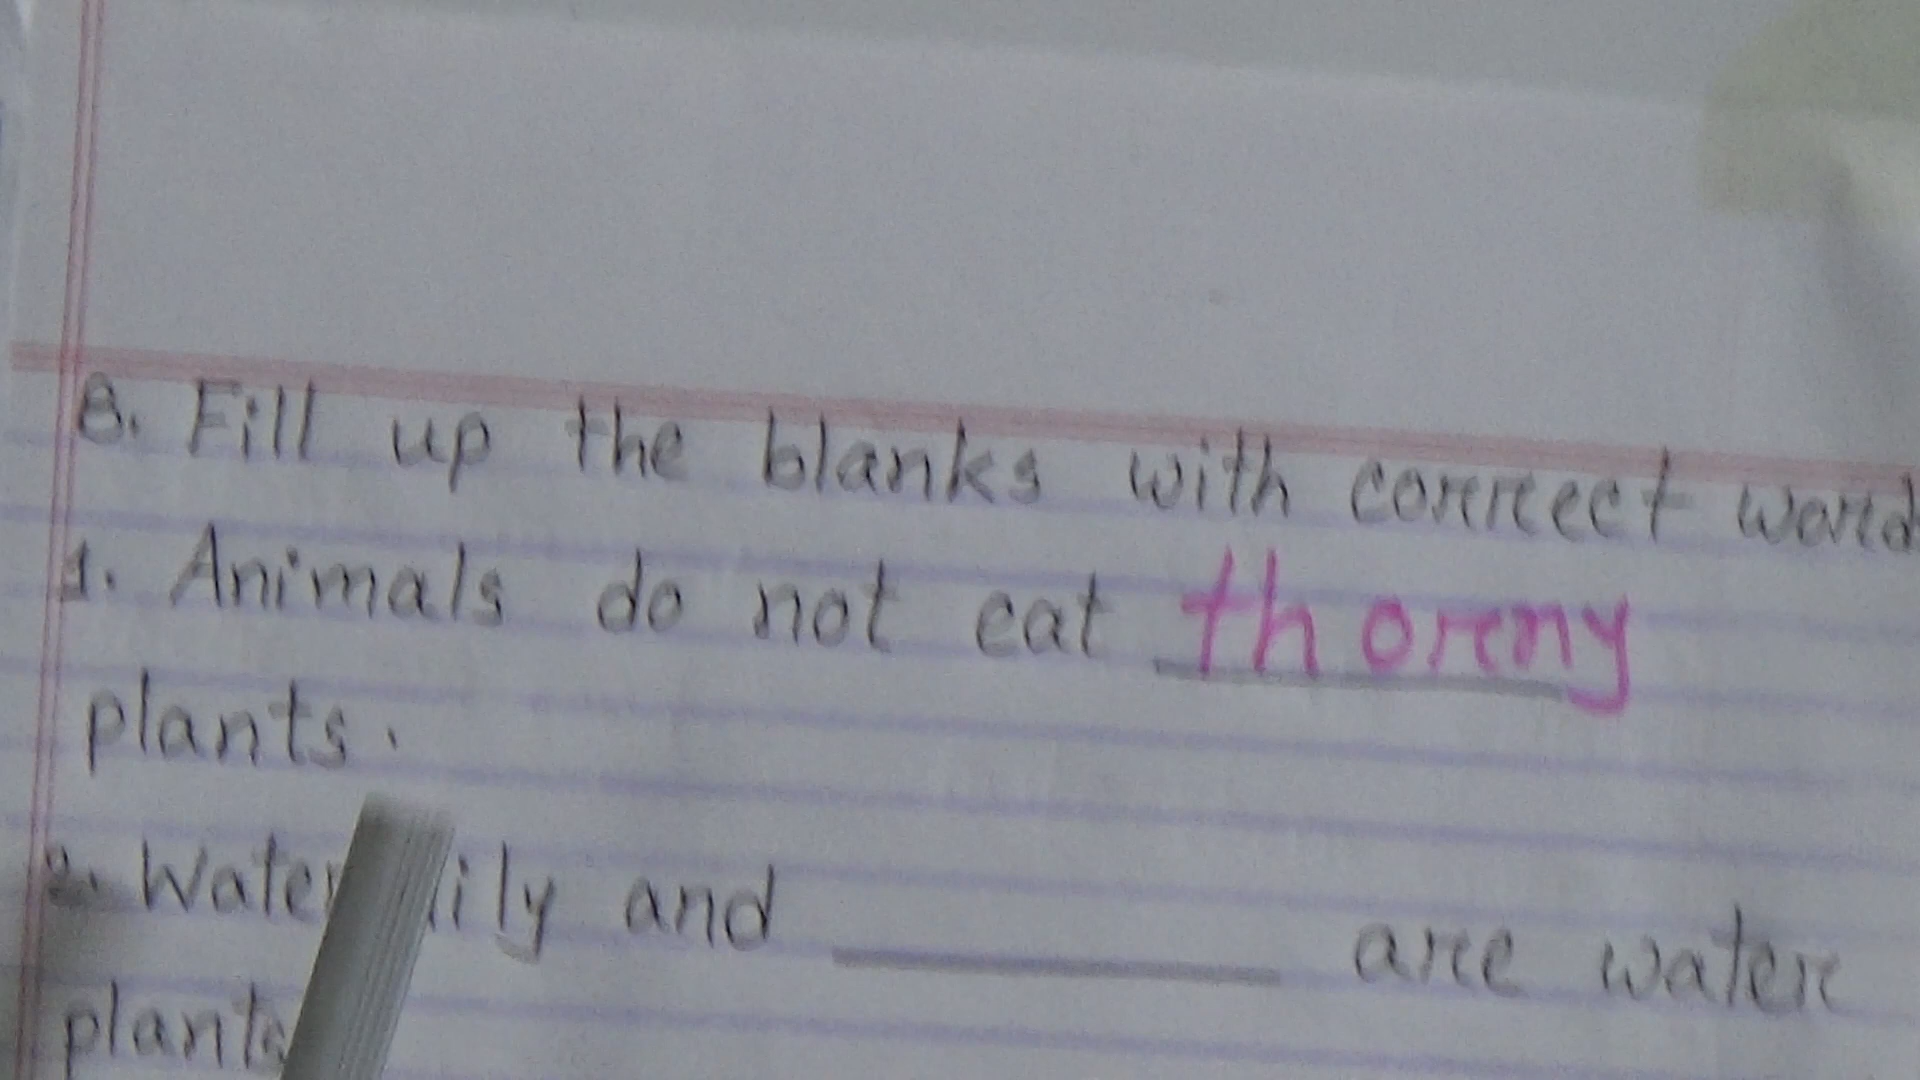 B. Fill up the blanks with correct word
1. Animals do not eat thorny
plants.
2. Water lily and ________ are water
plants